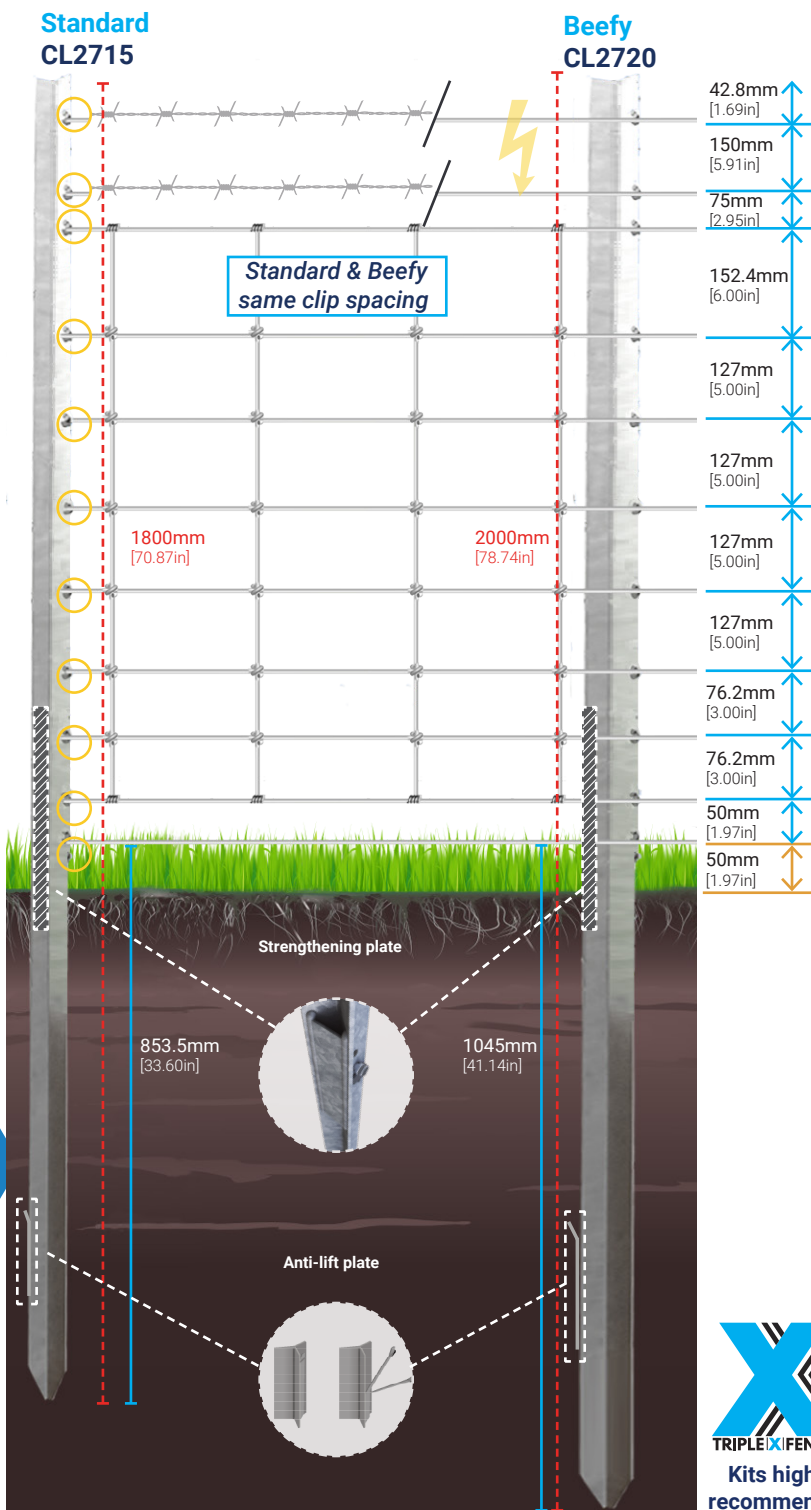 Standard
CL2715
Beefy
CL2720
42.8mm
[1.69in]
150mm
[5.91in]
75mm
[2.95in]
Standard & Beefy
same clip spacing
152.4mm
[6.00in]
127mm
[5.00in]
127mm
[5.00in]
1800mm
[70.87in]
2000mm
[78.74in]
127mm
[5.00in]
127mm
[5.00in]
76.2mm
[3.00in]
76.2mm
[3.00in]
50mm
[1.97in]
50mm
[1.97in]
Strengthening plate
853.5mm
[33.60in]
1045mm
[41.14in]
Anti-lift plate
TRIPLE X FEN
Kits high
recommen